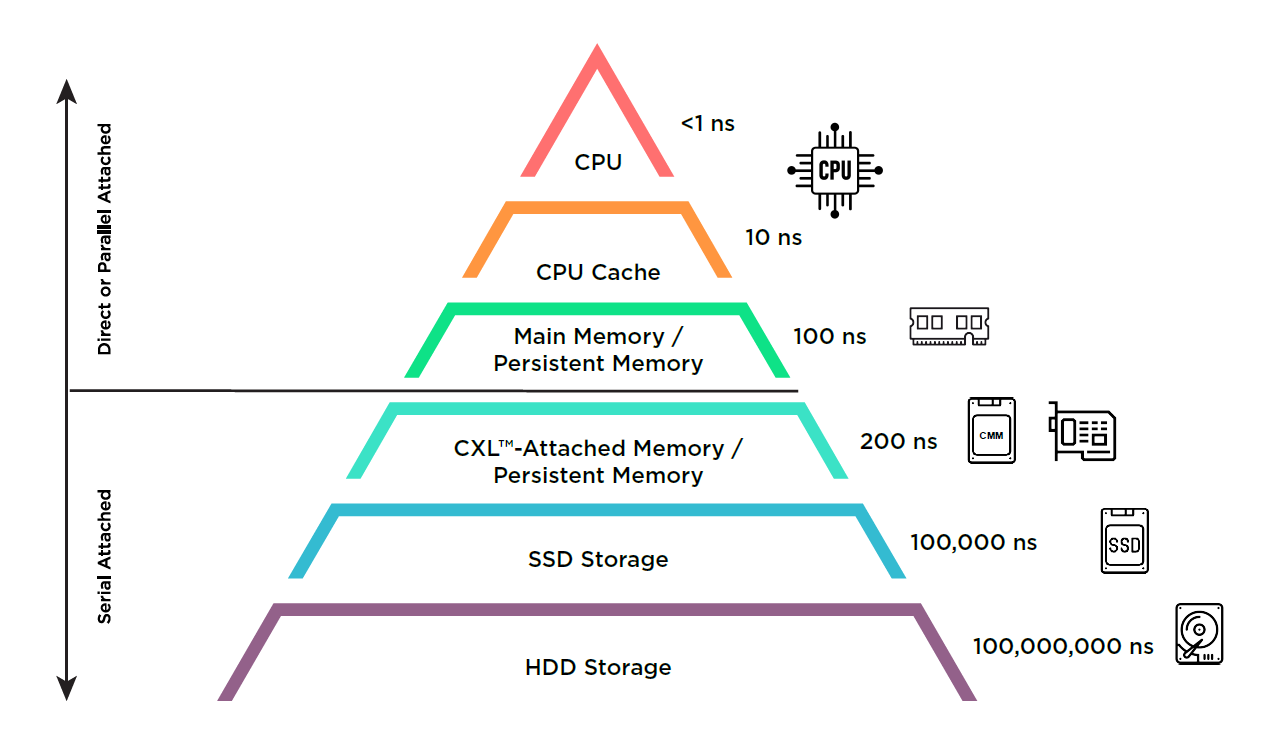 <1 ns
CPU
CPU
10 ns
CPU Cache
Main Memory /
Persistent Memory
100 ns
Direct or Parallel Attached
CXL™-Attached Memory /
Persistent Memory
200 ns
CMM
SSD Storage
100,000 ns
SSD
Serial Attached
HDD Storage
100,000,000 ns